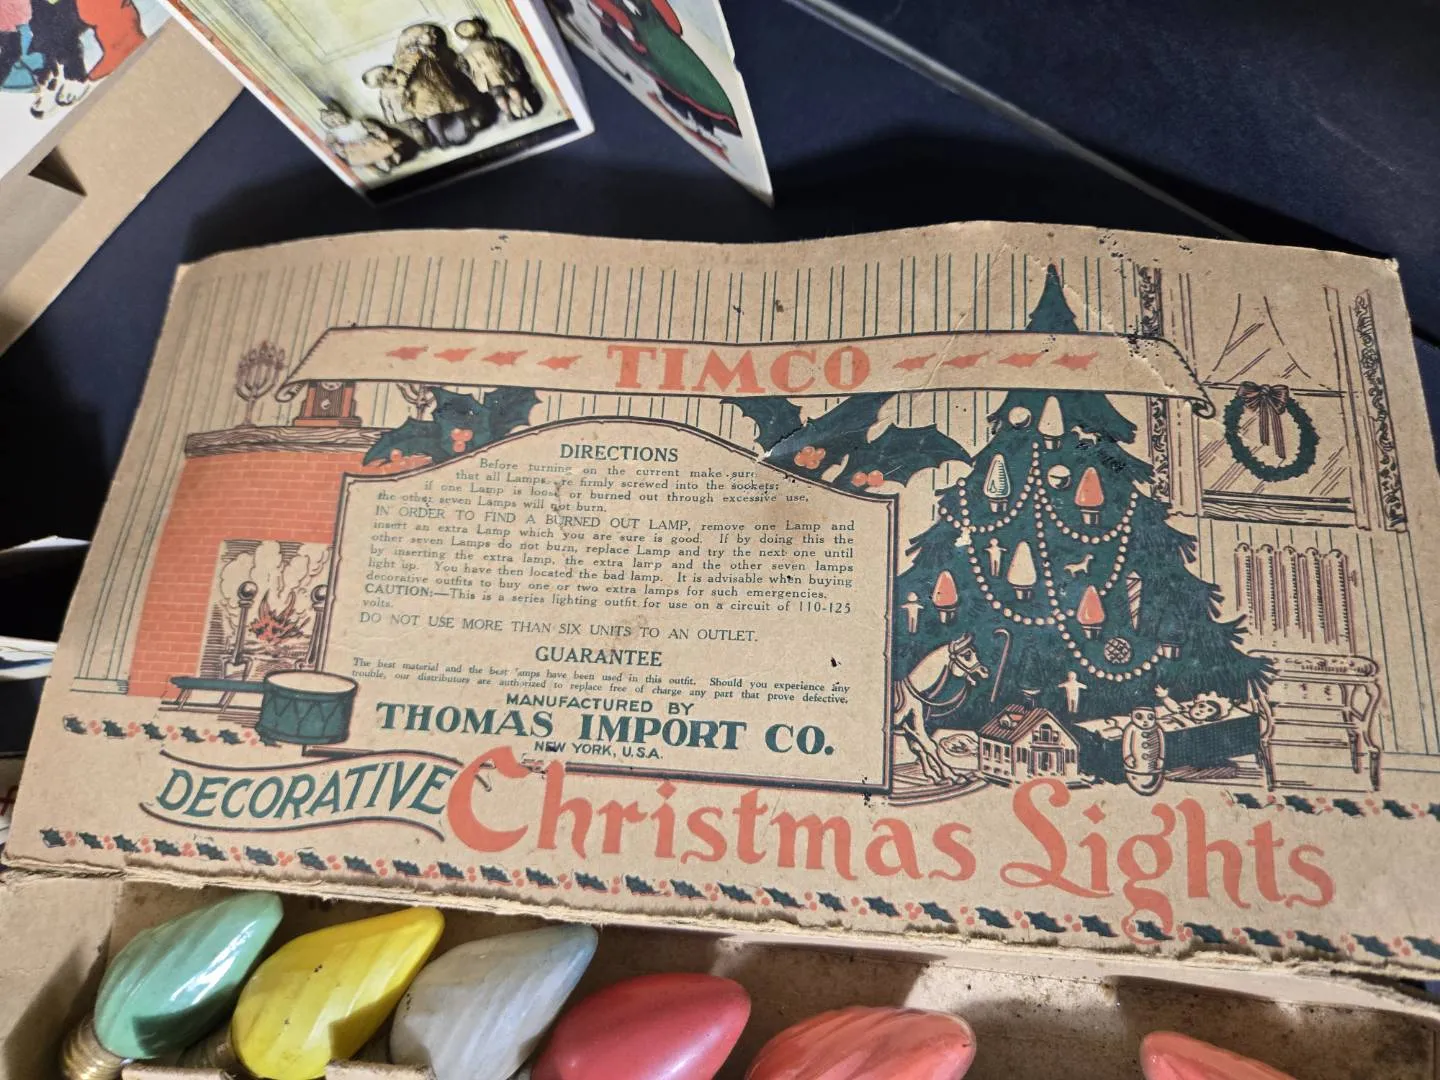 TIMCO
DIRECTIONS
Before turning on the current make sure
that all Lamps re firmly screwed into the sockets;
if one Lamp is loose or burned out through excessive use,
the other seven Lamps will not burn.
IN ORDER TO FIND A BURNED OUT LAMP, remove one Lamp and
insert an extra Lamp which you are sure is good. If by doing this the
other seven Lamps do not burn, replace Lamp and try the next one until
by inserting the extra lamp, the extra lamp and the other seven lamps
light up. You have then located the bad lamp. It is advisable when buying
decorative outfits to buy one or two extra lamps for such emergencies.
CAUTION:—This is a series lighting outfit for use on a circuit of 110-125
volts.
DO NOT USE MORE THAN SIX UNITS TO AN OUTLET.
GUARANTEE
The best material and the best lamps have been used in this outfit. Should you experience any
trouble, our distributors are authorized to replace free of charge any part that prove defective.
MANUFACTURED BY
THOMAS IMPORT CO.
NEW YORK, U.S.A.
DECORATIVE Christmas Lights